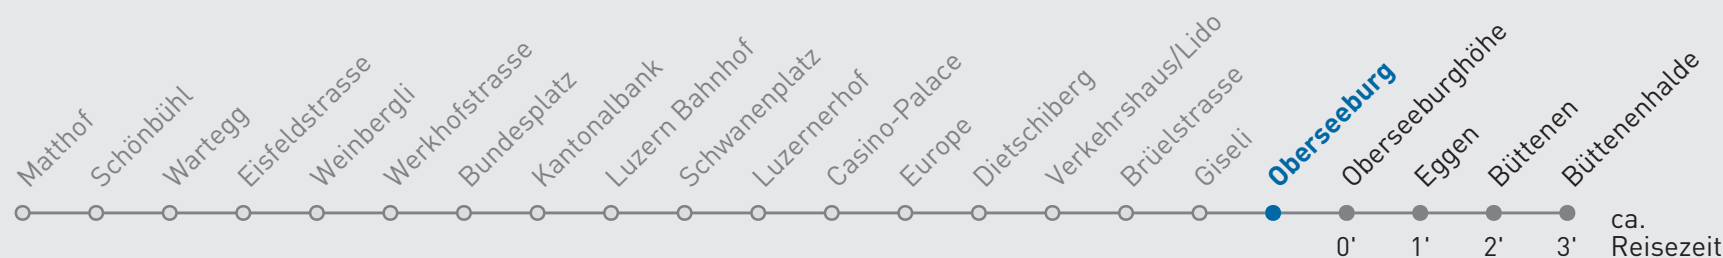 Matthof
Schönbühl
Wartegg
Eisfeldstrasse
Weinbergli
Werkhofstrasse
Bundesplatz
Kantonalbank
Luzern Bahnhof
Schwanenplatz
Luzernerhof
Casino-Palace
Europe
Dietschiberg
Verkehrshaus/Lido
Brüelstrasse
Giseli
Oberseeburg
Oberseeburghöhe
Eggen
Büttenen
Büttenenhalde
ca.
0' 1' 2' 3' Reisezeit